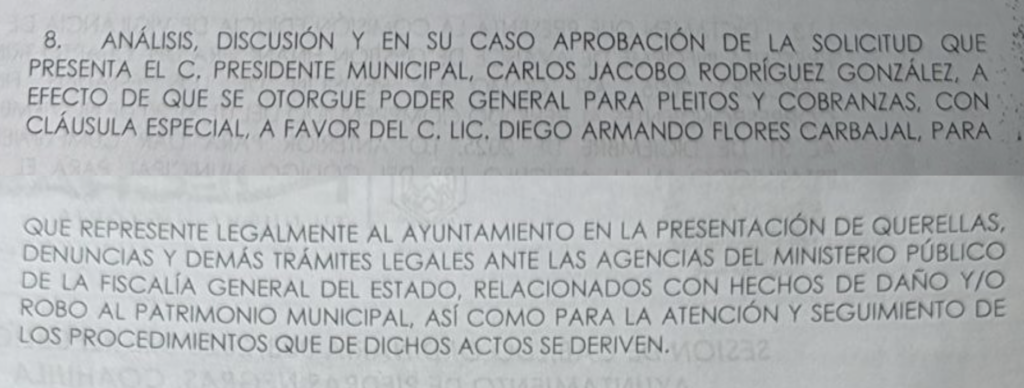 8. ANÁLISIS, DISCUSIÓN Y EN SU CASO APROBACIÓN DE LA SOLICITUD QUE
PRESENTA EL C. PRESIDENTE MUNICIPAL, CARLOS JACOBO RODRÍGUEZ GONZÁLEZ, A
EFECTO DE QUE SE OTORGUE PODER GENERAL PARA PLEITOS Y COBRANZAS, CON
CLÁUSULA ESPECIAL, A FAVOR DEL C. LIC. DIEGO ARMANDO FLORES CARBAJAL, PARA
QUE REPRESENTE LEGALMENTE AL AYUNTAMIENTO EN LA PRESENTACIÓN DE QUERELLAS,
DENUNCIAS Y DEMÁS TRÁMITES LEGALES ANTE LAS AGENCIAS DEL MINISTERIO PÚBLICO
DE LA FISCALÍA GENERAL DEL ESTADO, RELACIONADOS CON HECHOS DE DAÑO Y/O
ROBO AL PATRIMONIO MUNICIPAL, ASÍ COMO PARA LA ATENCIÓN Y SEGUIMIENTO DE
LOS PROCEDIMIENTOS QUE DE DICHOS ACTOS SE DERIVEN.